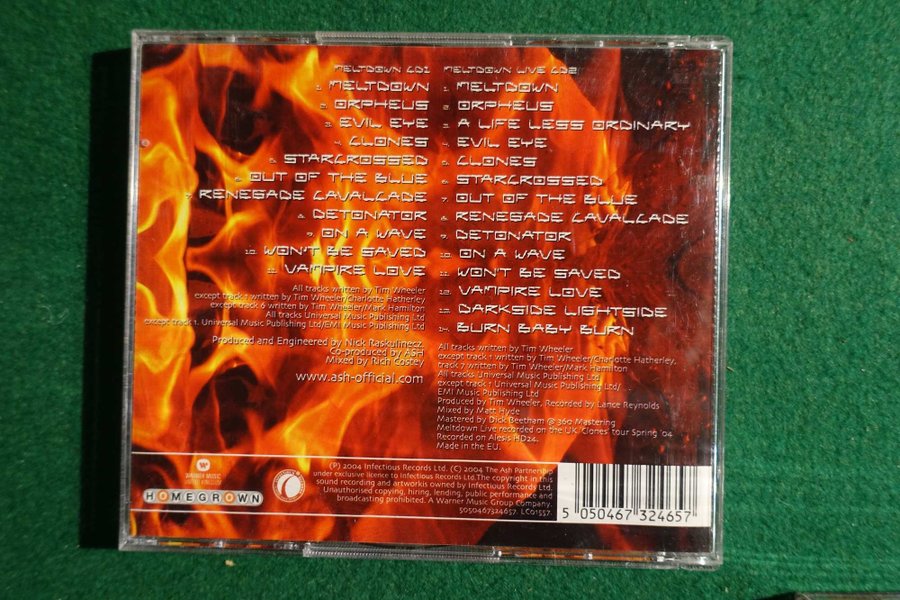 MELTDOWN CD1
1. MELTDOWN
2. ORPHEUS
3. EVIL EYE
4. CLONES
5. STARCROSSED
6. OUT OF THE BLUE
7. RENEGADE CAVALCADE
8. DETONATOR
9. ON A WAVE
10. WON'T BE SAVED
11. VAMPIRE LOVE
All tracks written by Tim Wheeler
except track 1 written by Tim Wheeler/Charlotte Hatherley
except track 6 written by Tim Wheeler/Mark Hamilton
All tracks Universal Music Publishing Ltd
except track 1. Universal Music Publishing Ltd/EMI Music Publishing Ltd
Produced and Engineered by Nick Raskulinecz.
Co-produced by ASH
Mixed by Rich Costey
www.ash-official.com
MELTDOWN LIVE CD2
1. MELTDOWN
2. ORPHEUS
3. A LIFE LESS ORDINARY
4. EVIL EYE
5. CLONES
6. STARCROSSED
7. OUT OF THE BLUE
8. RENEGADE CAVALCADE
9. DETONATOR
10. ON A WAVE
11. WON'T BE SAVED
12. VAMPIRE LOVE
13. DARKSIDE LIGHTSIDE
14. BURN BABY BURN
All tracks written by Tim Wheeler
except track 1 written by Tim Wheeler/Charlotte Hatherley,
track 7 written by Tim Wheeler/Mark Hamilton
All tracks Universal Music Publishing Ltd
except track 1 Universal Music Publishing Ltd/
EMI Music Publishing Ltd
Produced by Tim Wheeler, Recorded by Lance Reynolds
Mixed by Matt Hyde
Mastered by Dick Beetham @ 360 Mastering
Meltdown Live recorded on the UK 'Clones' tour Spring '04
Recorded on Alesis HD24.
Made in the EU.
WARNER MUSIC
HOMEGROWN
(P) 2004 Infectious Records Ltd. (C) 2004 The Ash Partnership
under exclusive licence to Infectious Records Ltd.The copyright in this
sound recording and artworkis owned by Infectious Records Ltd.
Unauthorised copying, hiring, lending, public performance and
broadcasting prohibited. A Warner Music Group Company.
5050467324657. LC01557.
5 050467 324657